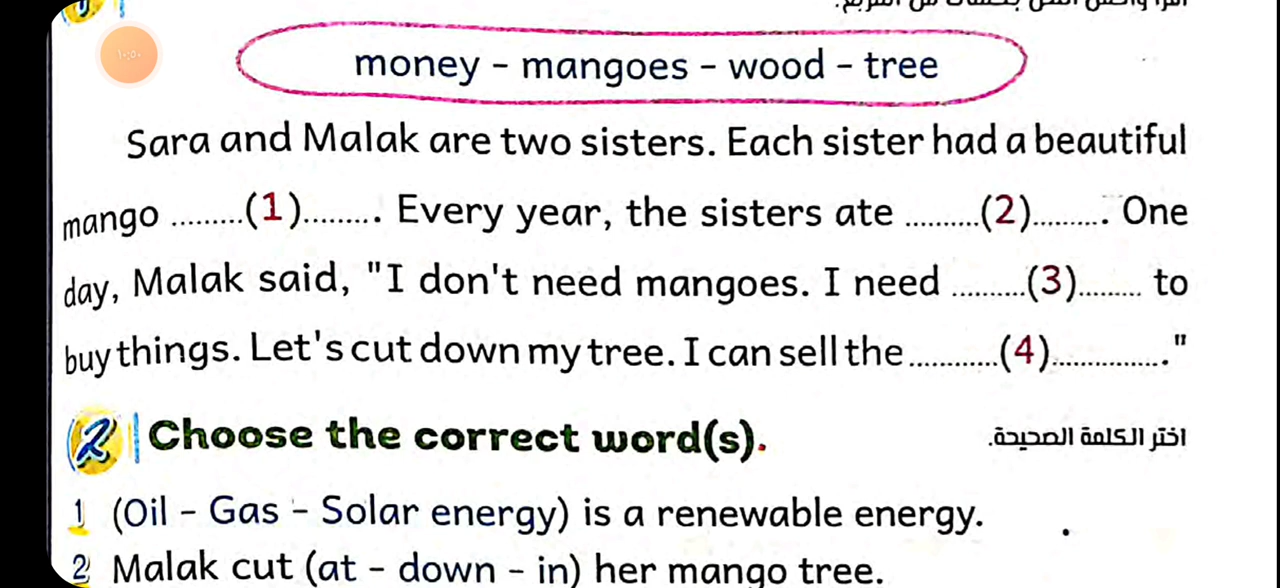 ١٠:٥٠
money – mangoes – wood – tree
Sara and Malak are two sisters. Each sister had a beautiful
mango .........(1)......... Every year, the sisters ate .........(2)......... One
day, Malak said, "I don't need mangoes. I need .........(3)........ to
buy things. Let's cut down my tree. I can sell the...........(4)..............."
2 Choose the correct word(s). اختر الكلمة الصحيحة.
1 (Oil – Gas – Solar energy) is a renewable energy.
2 Malak cut (at – down – in) her mango tree.